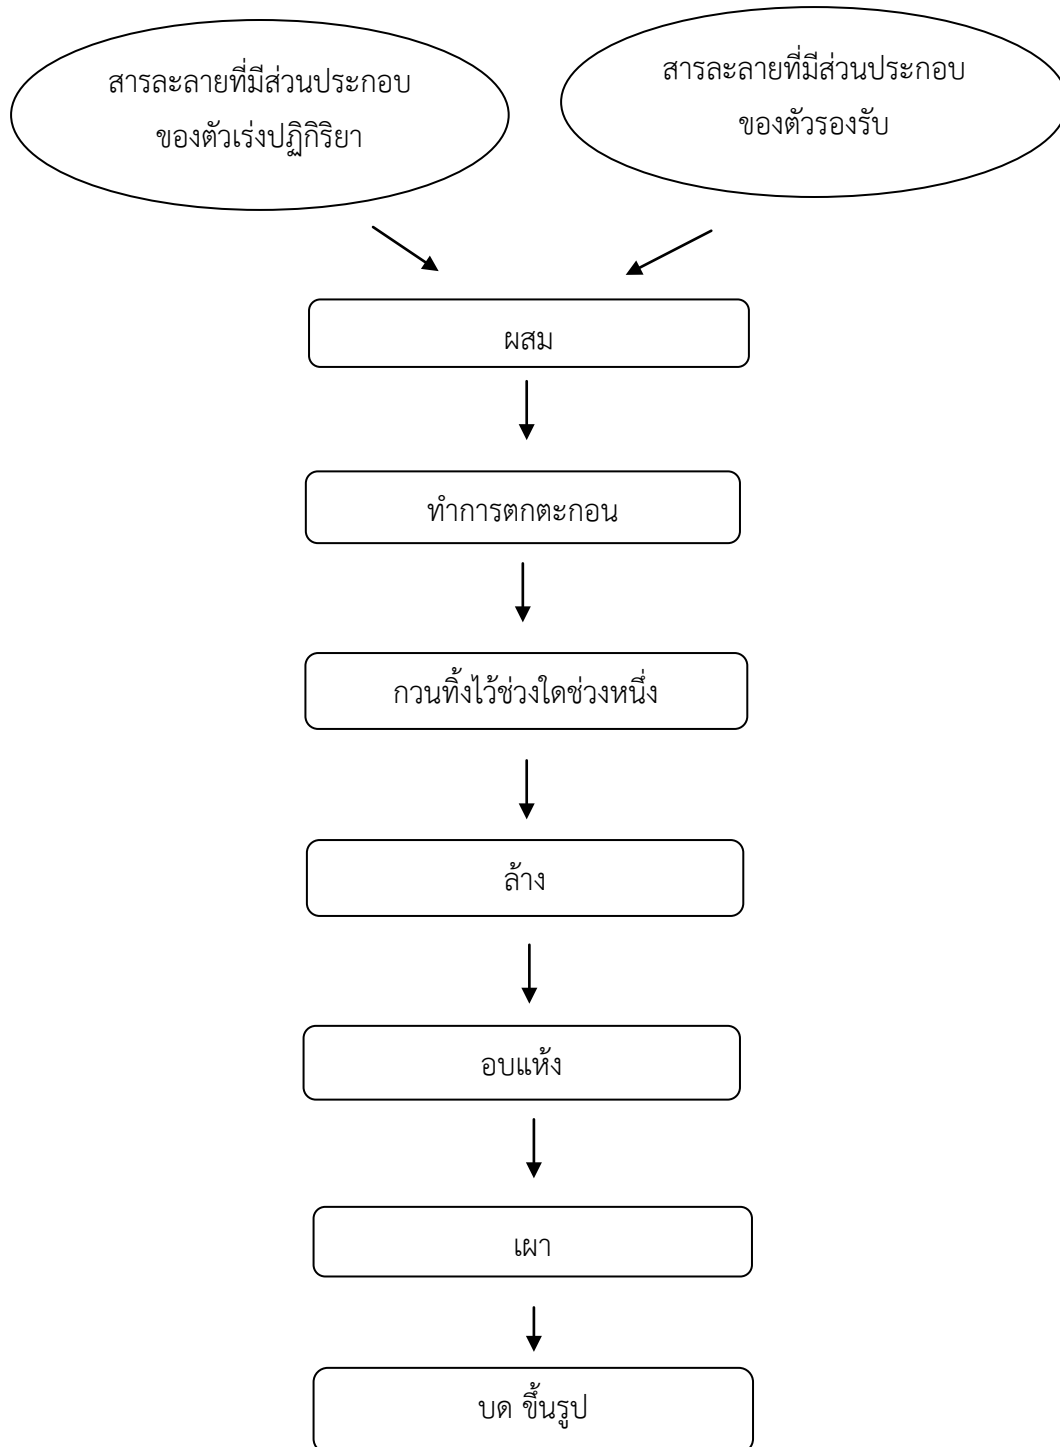 สารละลายที่มีส่วนประกอบ
ของตัวเร่งปฏิกิริยา
สารละลายที่มีส่วนประกอบ
ของตัวรองรับ
ผสม
ทำการตกตะกอน
กวนทิ้งไว้ช่วงใดช่วงหนึ่ง
ล้าง
อบแห้ง
เผา
บด ขึ้นรูป